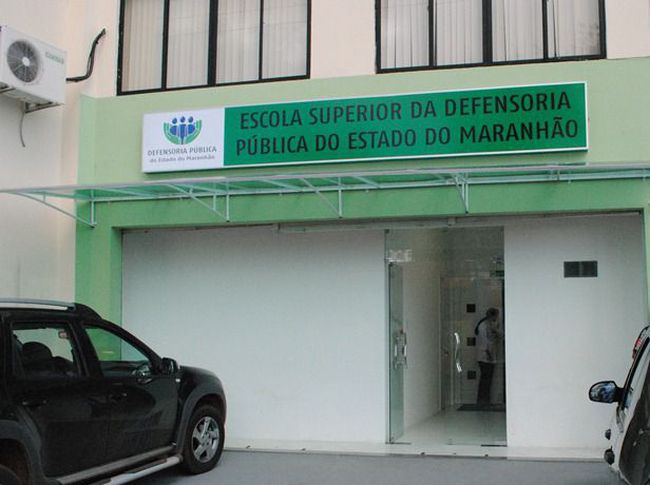 ESCOLA SUPERIOR DA DEFENSORIA
PÚBLICA DO ESTADO DO MARANHÃO
DEFENSORIA PÚBLICA
do Estado do Maranhão